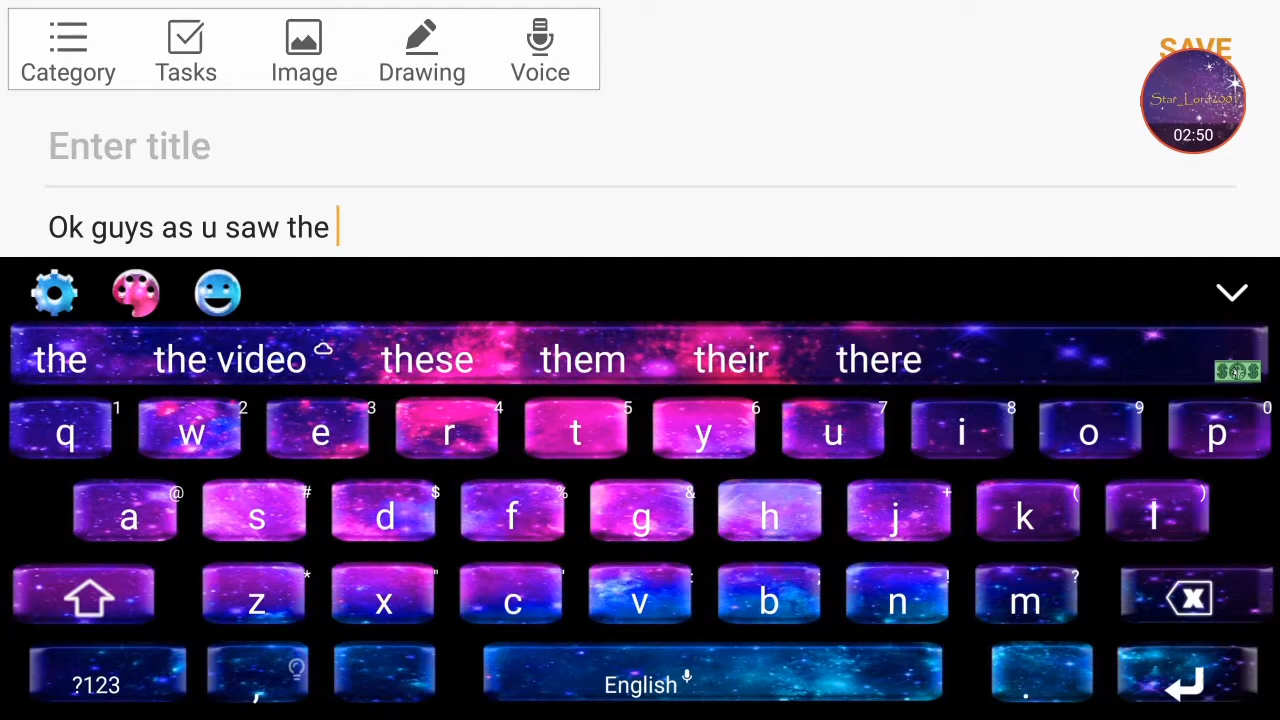 Category Tasks Image Drawing Voice
SAVE
Star_Lord2001
02:50
Enter title
Ok guys as u saw the
the the video these them their there
q 1 w 2 e 3 r 4 t 5 y 6 u 7 i 8 o 9 p 0
a @ s # d $ f % g & h - j + k ( l )
z * x " c ' v : b ; n ! m ?
?123 , English .